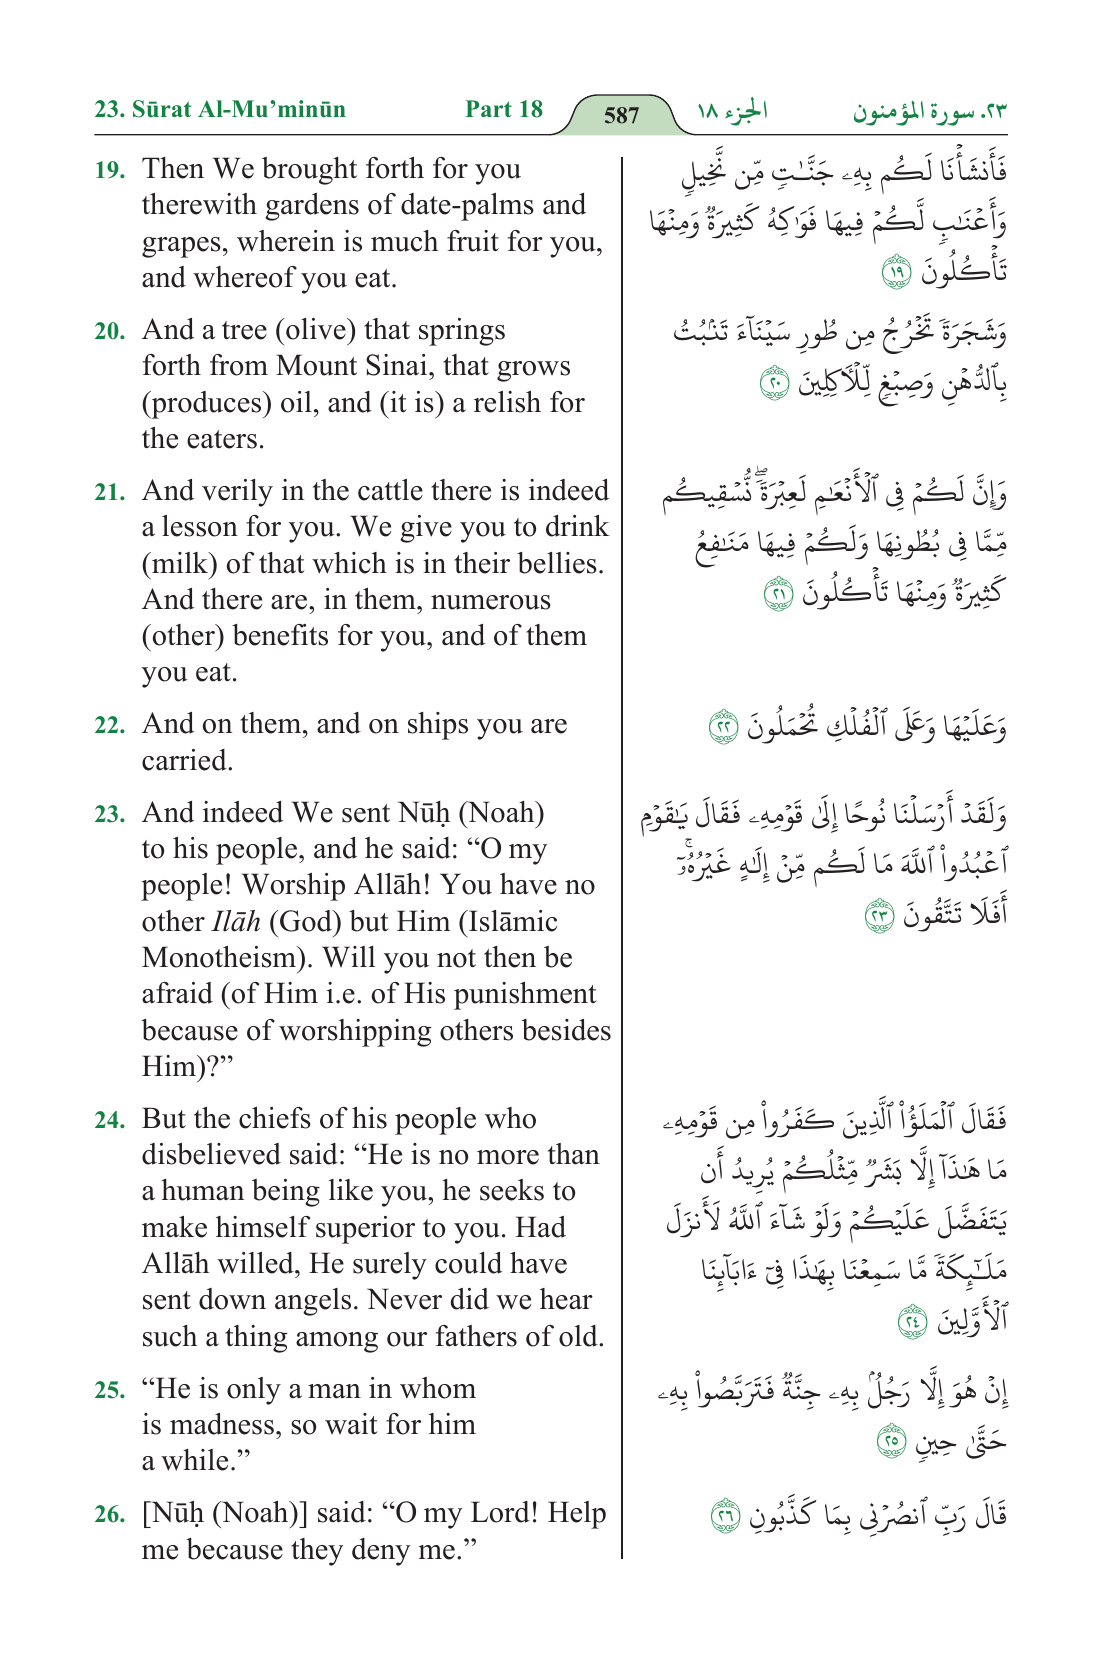 23. Sūrat Al-Mu’minūn Part 18 587 الجزء ١٨ ٢٣. سورة المؤمنون
19. Then We brought forth for you
therewith gardens of date-palms and
grapes, wherein is much fruit for you,
and whereof you eat.
فَأَنشَأْنَا لَكُم بِهِۦ جَنَّـٰتٍ مِّن نَّخِيلٍ
وَأَعْنَـٰبٍ لَّكُمْ فِيهَا فَوَٰكِهُ كَثِيرَةٌ وَمِنْهَا
تَأْكُلُونَ ١٩
20. And a tree (olive) that springs
forth from Mount Sinai, that grows
(produces) oil, and (it is) a relish for
the eaters.
وَشَجَرَةً تَخْرُجُ مِن طُورِ سَيْنَآءَ تَنۢبُتُ
بِٱلدُّهْنِ وَصِبْغٍ لِّلْـَٔاكِلِينَ ٢٠
21. And verily in the cattle there is indeed
a lesson for you. We give you to drink
(milk) of that which is in their bellies.
And there are, in them, numerous
(other) benefits for you, and of them
you eat.
وَإِنَّ لَكُمْ فِى ٱلْأَنْعَـٰمِ لَعِبْرَةً ۖ نُّسْقِيكُم
مِّمَّا فِى بُطُونِهَا وَلَكُمْ فِيهَا مَنَـٰفِعُ
كَثِيرَةٌ وَمِنْهَا تَأْكُلُونَ ٢١
22. And on them, and on ships you are
carried.
وَعَلَيْهَا وَعَلَى ٱلْفُلْكِ تُحْمَلُونَ ٢٢
23. And indeed We sent Nūḥ (Noah)
to his people, and he said: “O my
people! Worship Allāh! You have no
other Ilāh (God) but Him (Islāmic
Monotheism). Will you not then be
afraid (of Him i.e. of His punishment
because of worshipping others besides
Him)?”
وَلَقَدْ أَرْسَلْنَا نُوحًا إِلَىٰ قَوْمِهِۦ فَقَالَ يَـٰقَوْمِ
ٱعْبُدُوا۟ ٱللَّهَ مَا لَكُم مِّنْ إِلَـٰهٍ غَيْرُهُۥٓ ۚ
أَفَلَا تَتَّقُونَ ٢٣
24. But the chiefs of his people who
disbelieved said: “He is no more than
a human being like you, he seeks to
make himself superior to you. Had
Allāh willed, He surely could have
sent down angels. Never did we hear
such a thing among our fathers of old.
فَقَالَ ٱلْمَلَؤُا۟ ٱلَّذِينَ كَفَرُوا۟ مِن قَوْمِهِۦ
مَا هَـٰذَآ إِلَّا بَشَرٌ مِّثْلُكُمْ يُرِيدُ أَن
يَتَفَضَّلَ عَلَيْكُمْ وَلَوْ شَآءَ ٱللَّهُ لَأَنزَلَ
مَلَـٰٓئِكَةً مَّا سَمِعْنَا بِهَـٰذَا فِىٓ ءَابَآئِنَا
ٱلْأَوَّلِينَ ٢٤
25. “He is only a man in whom
is madness, so wait for him
a while.”
إِنْ هُوَ إِلَّا رَجُلٌۢ بِهِۦ جِنَّةٌ فَتَرَبَّصُوا۟ بِهِۦ
حَتَّىٰ حِينٍ ٢٥
26. [Nūḥ (Noah)] said: “O my Lord! Help
me because they deny me.”
قَالَ رَبِّ ٱنصُرْنِى بِمَا كَذَّبُونِ ٢٦